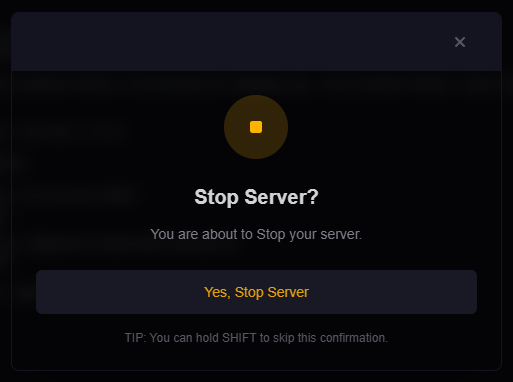 Stop Server?
You are about to Stop your server.
Yes, Stop Server
TIP: You can hold SHIFT to skip this confirmation.